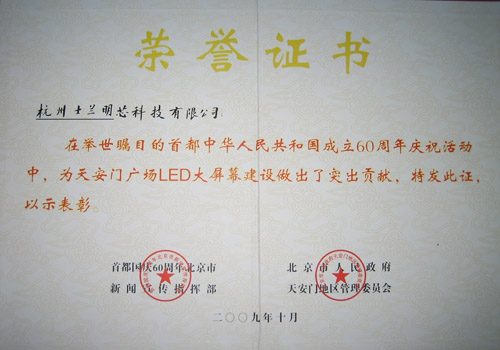 荣誉证书
杭州士兰明芯科技有限公司
在举世瞩目的首都中华人民共和国成立60周年庆祝活动
中，为天安门广场LED大屏幕建设做出了突出贡献，特发此证，
以示表彰。
首都国庆60周年北京市
新闻宣传指挥部
北京市人民政府
天安门地区管理委员会
二〇〇九年十月